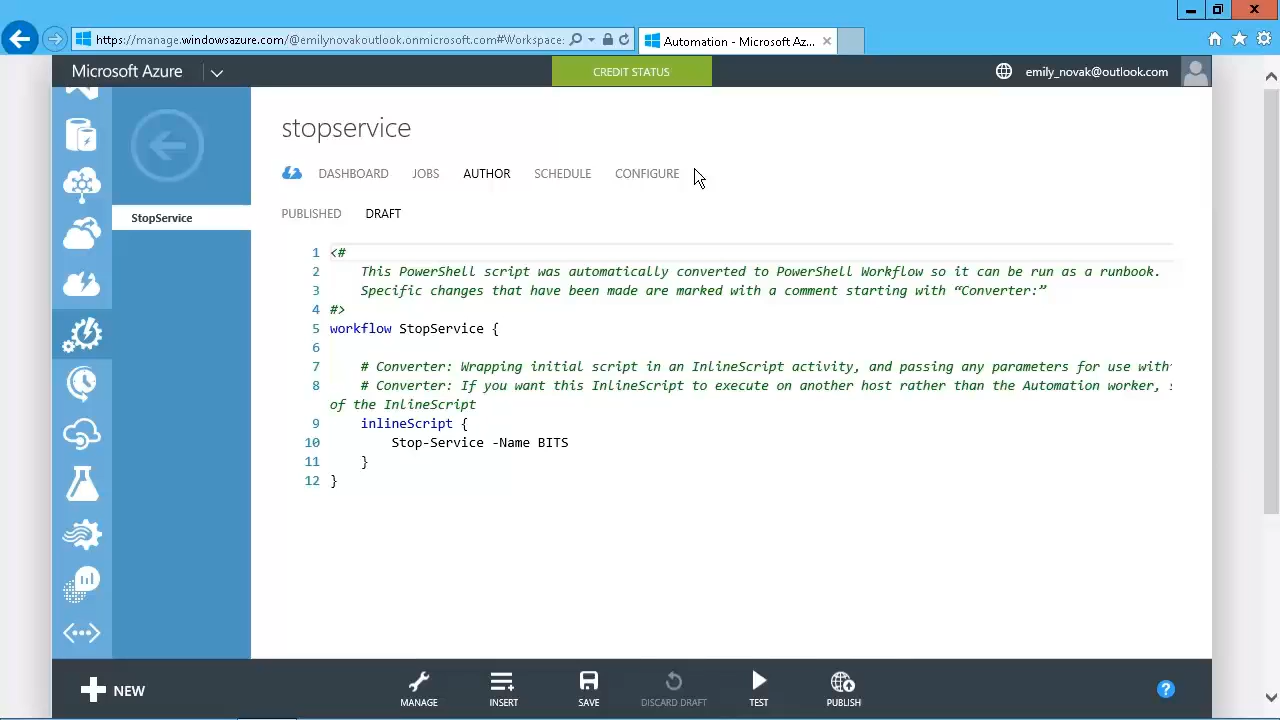 https://manage.windowsazure.com/@emilynovakoutlook.onmicrosoft.com#Workspace:
Automation - Microsoft Az...
Microsoft Azure
CREDIT STATUS
emily_novak@outlook.com
stopservice
DASHBOARD JOBS AUTHOR SCHEDULE CONFIGURE
StopService
PUBLISHED DRAFT
1 <#
2 This PowerShell script was automatically converted to PowerShell Workflow so it can be run as a runbook.
3 Specific changes that have been made are marked with a comment starting with “Converter:”
4 #>
5 workflow StopService {
6
7 # Converter: Wrapping initial script in an InlineScript activity, and passing any parameters for use with
8 # Converter: If you want this InlineScript to execute on another host rather than the Automation worker, s
of the InlineScript
9 inlineScript {
10 Stop-Service -Name BITS
11 }
12 }
NEW
MANAGE INSERT SAVE DISCARD DRAFT TEST PUBLISH
?